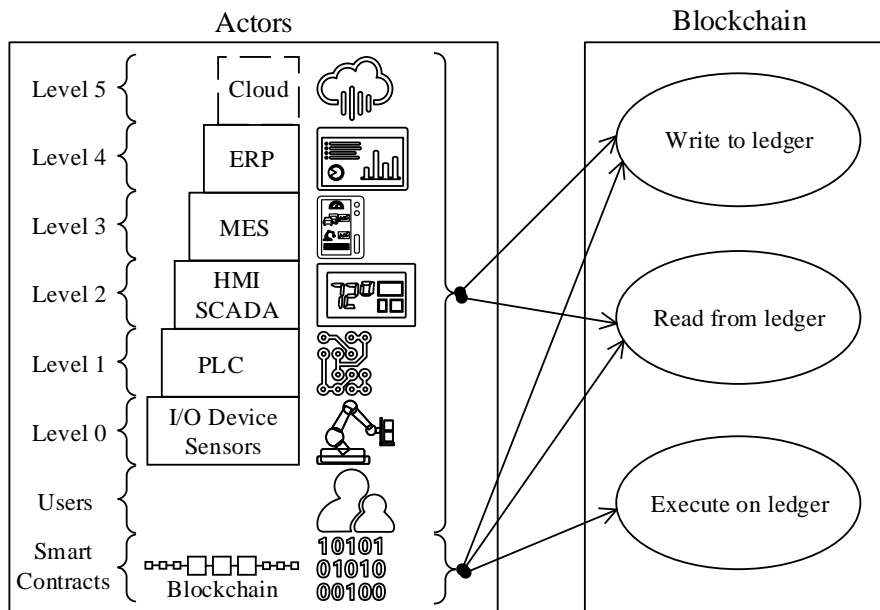 Actors
Blockchain
Level 5
Cloud
Level 4
ERP
Level 3
MES
Level 2
HMI
SCADA
72º
Level 1
PLC
Level 0
I/O Device
Sensors
Users
Smart
Contracts
Blockchain
10101
01010
00100
Write to ledger
Read from ledger
Execute on ledger